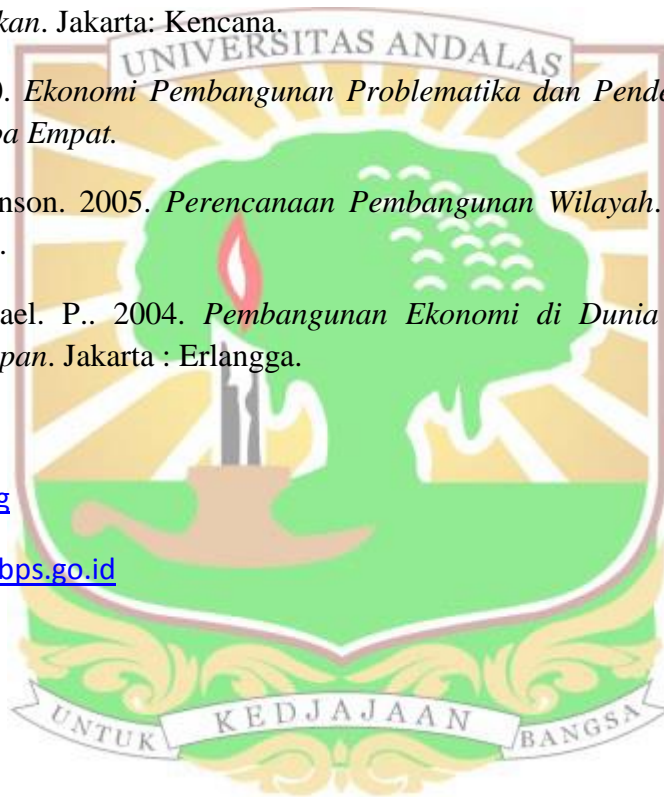 kan. Jakarta: Kencana.
UNIVERSITAS ANDALAS
). Ekonomi Pembangunan Problematika dan Pende
pa Empat.
nson. 2005. Perencanaan Pembangunan Wilayah.
.
ael. P.. 2004. Pembangunan Ekonomi di Dunia
pan. Jakarta : Erlangga.
g
bps.go.id
UNTUK KEDJAJAAN BANGSA